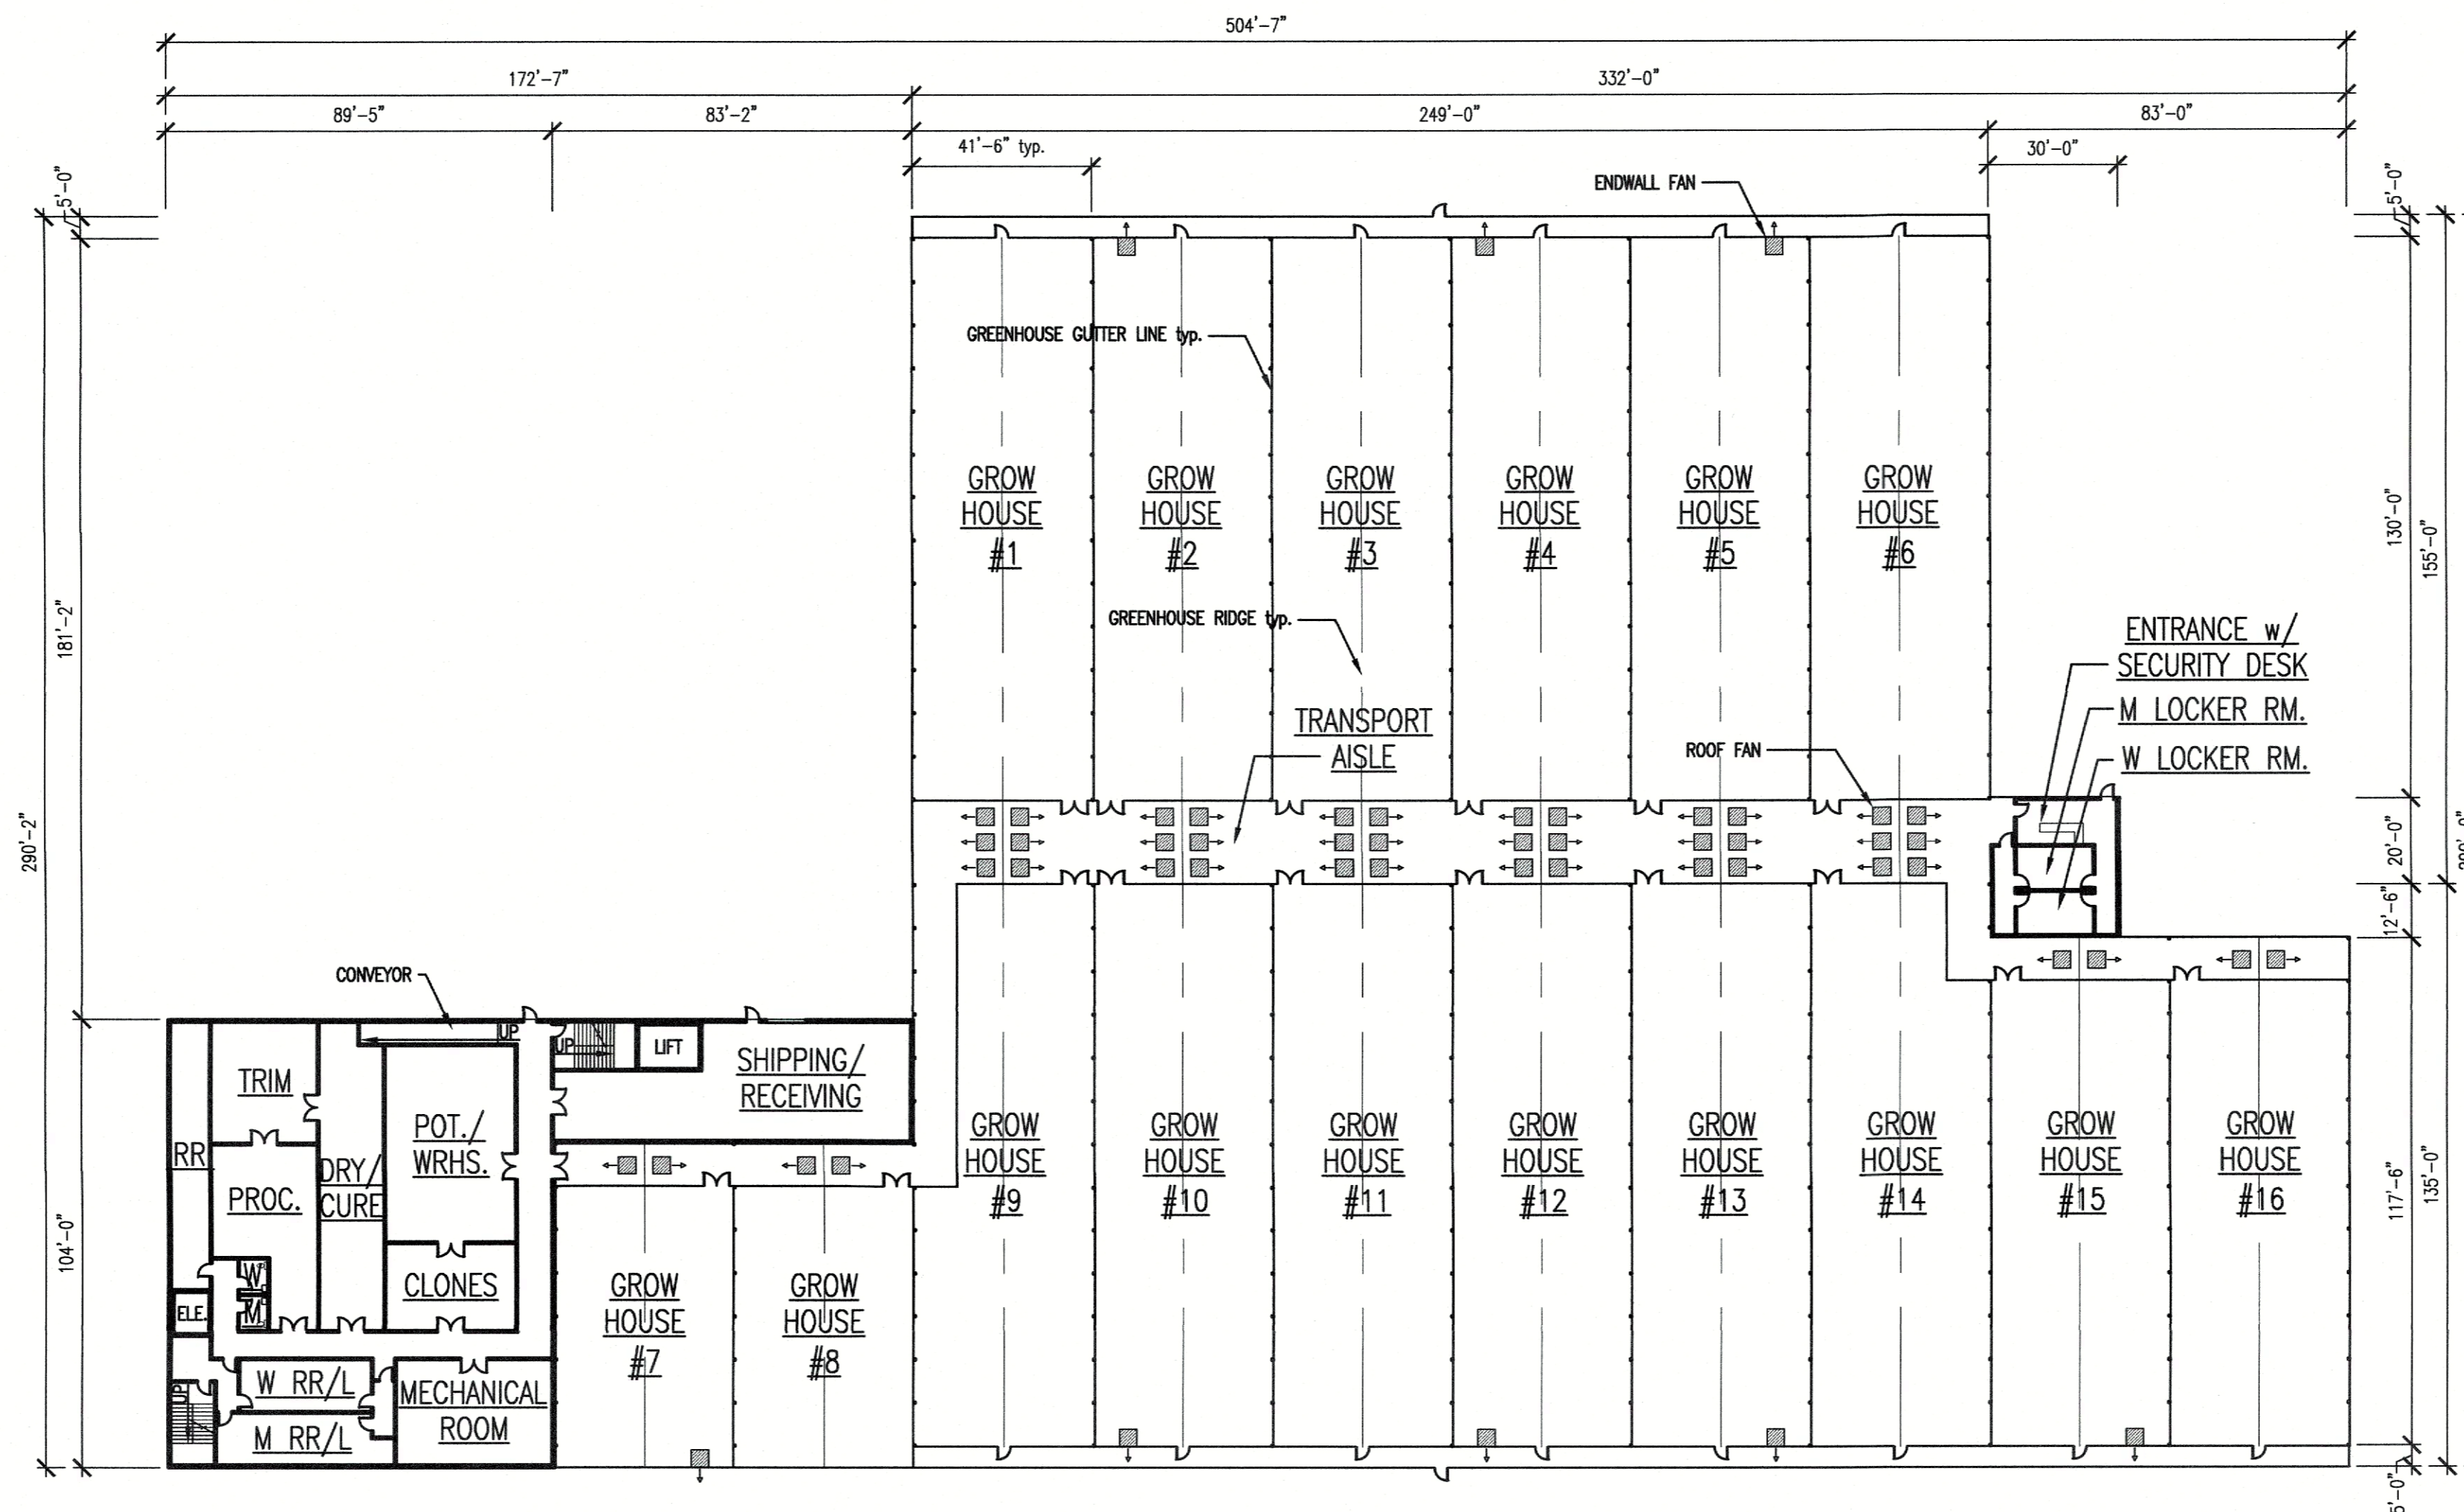 504'-7"
172'-7"
332'-0"
89'-5"
83'-2"
249'-0"
83'-0"
41'-6" typ.
30'-0"
5'-0"
ENDWALL FAN
5'-0"
GREENHOUSE GUTTER LINE typ.
GROW
HOUSE
#1
GROW
HOUSE
#2
GROW
HOUSE
#3
GROW
HOUSE
#4
GROW
HOUSE
#5
GROW
HOUSE
#6
130'-0"
155'-0"
181'-2"
290'-2"
GREENHOUSE RIDGE typ.
TRANSPORT
AISLE
ROOF FAN
ENTRANCE w/
SECURITY DESK
M LOCKER RM.
W LOCKER RM.
20'-0"
12'-6"
CONVEYOR
UP
UP
LIFT
SHIPPING/
RECEIVING
TRIM
POT./
WRHS.
RR
DRY/
CURE
PROC.
CLONES
W
M
ELE.
UP
W RR/L
M RR/L
MECHANICAL
ROOM
104'-0"
GROW
HOUSE
#7
GROW
HOUSE
#8
GROW
HOUSE
#9
GROW
HOUSE
#10
GROW
HOUSE
#11
GROW
HOUSE
#12
GROW
HOUSE
#13
GROW
HOUSE
#14
GROW
HOUSE
#15
GROW
HOUSE
#16
117'-6"
135'-0"
5'-0"